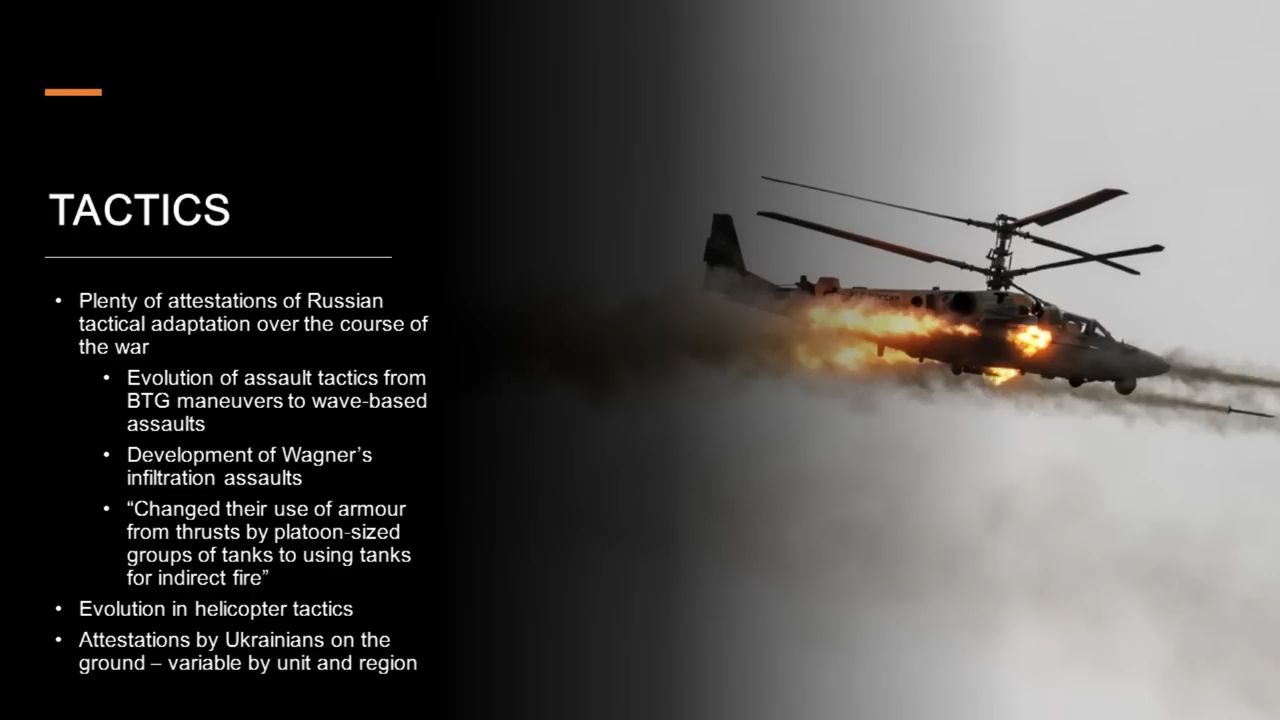 TACTICS
• Plenty of attestations of Russian
tactical adaptation over the course of
the war
• Evolution of assault tactics from
BTG maneuvers to wave-based
assaults
• Development of Wagner’s
infiltration assaults
• “Changed their use of armour
from thrusts by platoon-sized
groups of tanks to using tanks
for indirect fire”
• Evolution in helicopter tactics
• Attestations by Ukrainians on the
ground – variable by unit and region